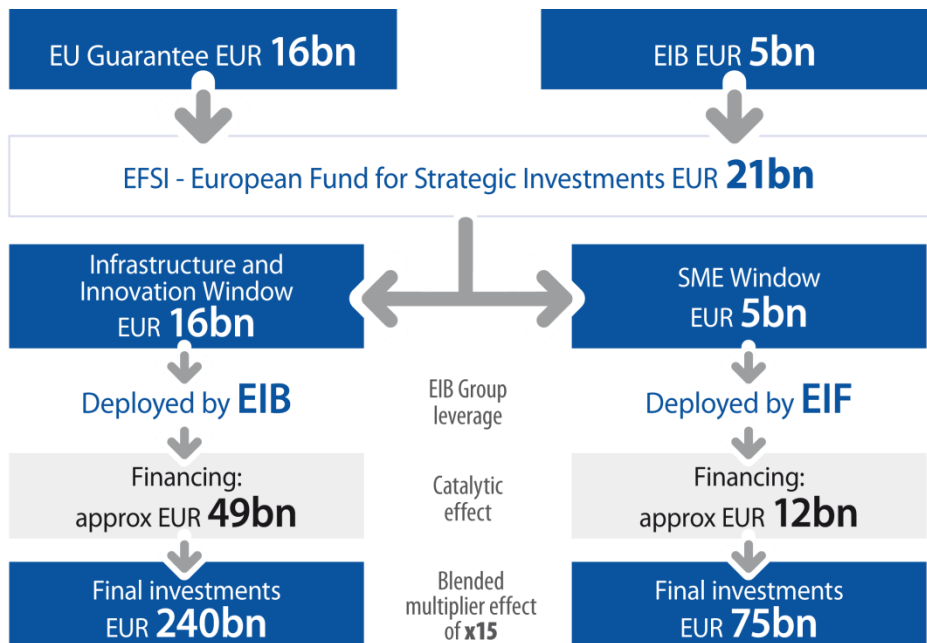 EU Guarantee EUR 16bn
EIB EUR 5bn
EFSI - European Fund for Strategic Investments EUR 21bn
Infrastructure and
Innovation Window
EUR 16bn
SME Window
EUR 5bn
Deployed by EIB
EIB Group
leverage
Deployed by EIF
Financing:
approx EUR 49bn
Catalytic
effect
Financing:
approx EUR 12bn
Final investments
EUR 240bn
Blended
multiplier effect
of x15
Final investments
EUR 75bn